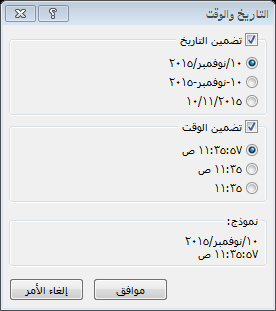 التاريخ والوقت
تضمين التاريخ
١٠/نوفمبر/٢٠١٥
١٠-نوفمبر-٢٠١٥
١٠/١١/٢٠١٥
تضمين الوقت
١١:٣٥:٥٧ ص
١١:٣٥ ص
١١:٣٥
نموذج:
١٠/نوفمبر/٢٠١٥
١١:٣٥:٥٧ ص
موافق
إلغاء الأمر